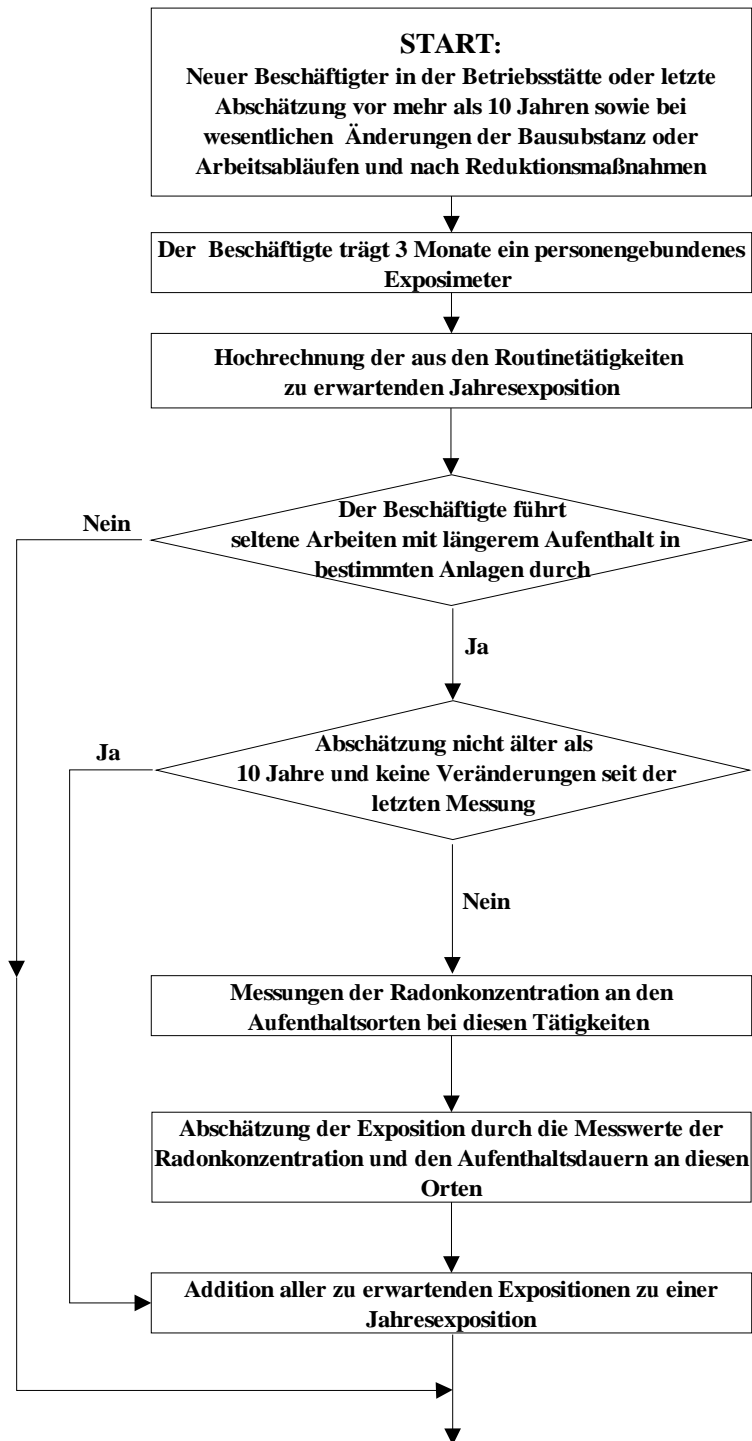 START:
Neuer Beschäftigter in der Betriebsstätte oder letzte
Abschätzung vor mehr als 10 Jahren sowie bei
wesentlichen Änderungen der Bausubstanz oder
Arbeitsabläufen und nach Reduktionsmaßnahmen
Der Beschäftigte trägt 3 Monate ein personengebundenes
Exposimeter
Hochrechnung der aus den Routinetätigkeiten
zu erwartenden Jahresexposition
Der Beschäftigte führt
seltene Arbeiten mit längerem Aufenthalt in
bestimmten Anlagen durch
Nein
Ja
Abschätzung nicht älter als
10 Jahre und keine Veränderungen seit der
letzten Messung
Ja
Nein
Messungen der Radonkonzentration an den
Aufenthaltsorten bei diesen Tätigkeiten
Abschätzung der Exposition durch die Messwerte der
Radonkonzentration und den Aufenthaltsdauern an diesen
Orten
Addition aller zu erwartenden Expositionen zu einer
Jahresexposition